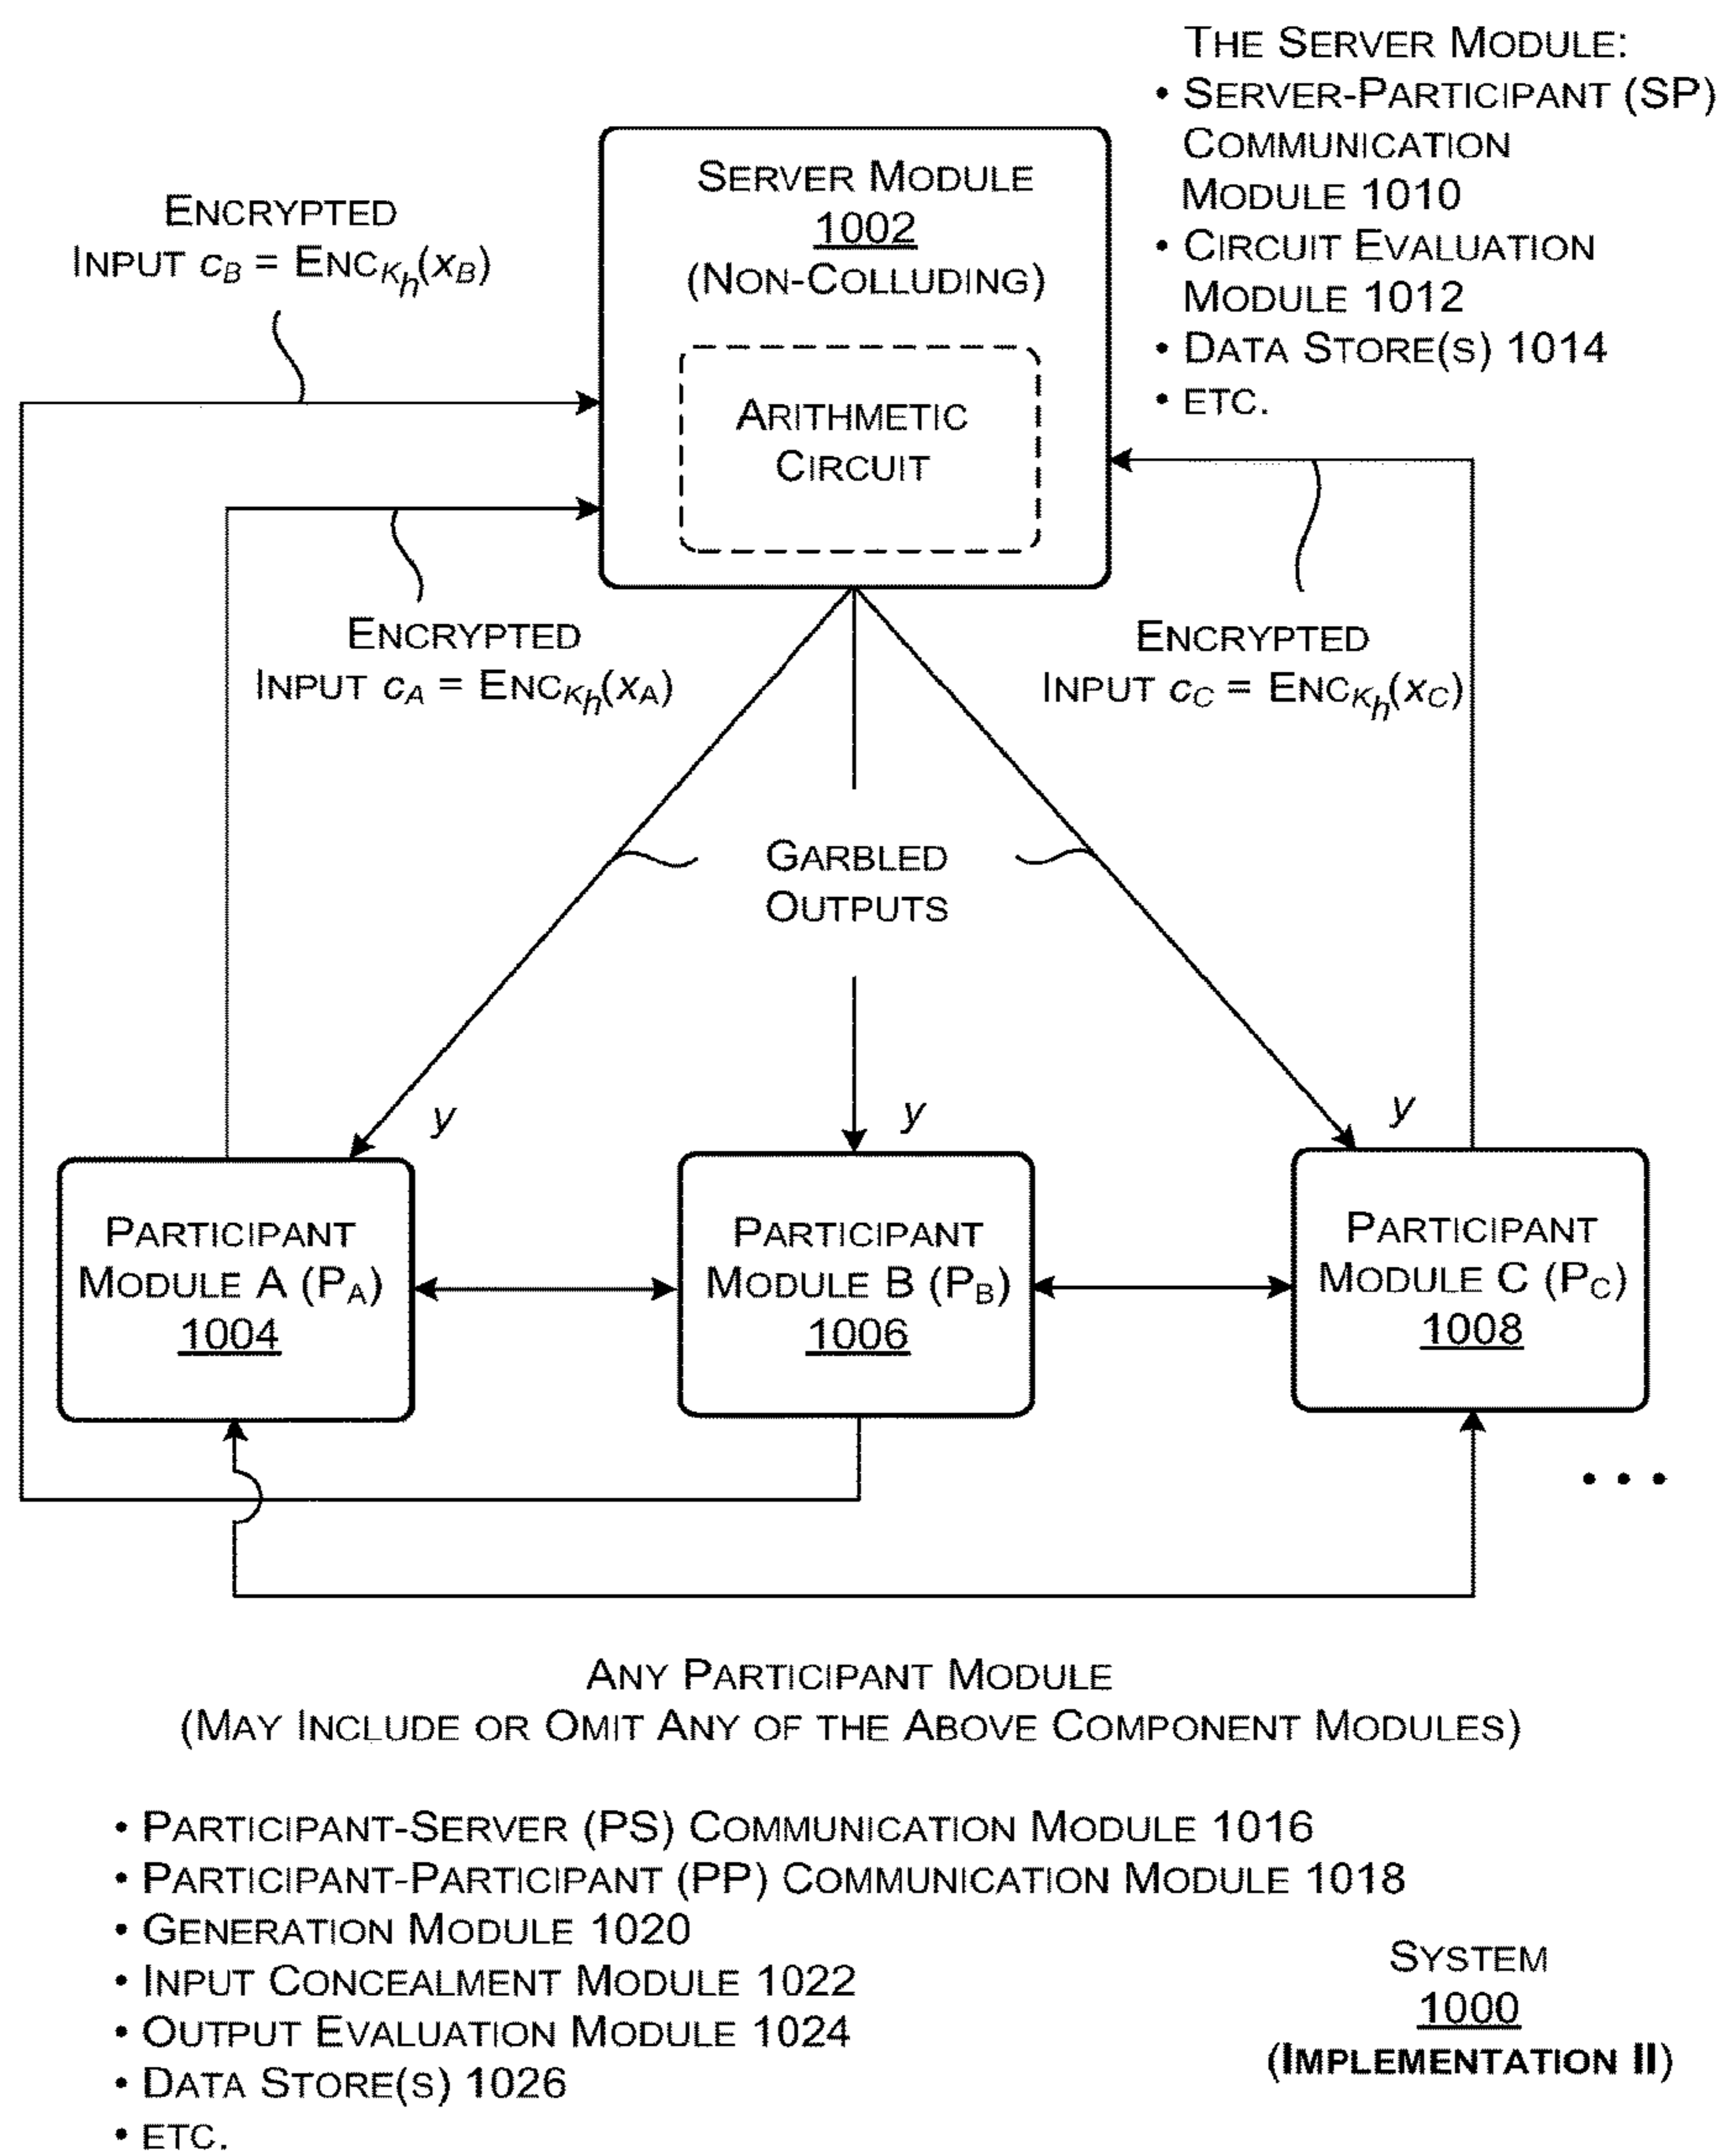 THE SERVER MODULE:
• SERVER-PARTICIPANT (SP)
COMMUNICATION
MODULE 1010
• CIRCUIT EVALUATION
MODULE 1012
• DATA STORE(S) 1014
• ETC.
SERVER MODULE
1002
(NON-COLLUDING)
ARITHMETIC
CIRCUIT
ENCRYPTED
INPUT cB = ENCKh(xB)
ENCRYPTED
INPUT cA = ENCKh(xA)
ENCRYPTED
INPUT cC = ENCKh(xC)
GARBLED
OUTPUTS
y
y
y
PARTICIPANT
MODULE A (PA)
1004
PARTICIPANT
MODULE B (PB)
1006
PARTICIPANT
MODULE C (PC)
1008
• • •
ANY PARTICIPANT MODULE
(MAY INCLUDE OR OMIT ANY OF THE ABOVE COMPONENT MODULES)
• PARTICIPANT-SERVER (PS) COMMUNICATION MODULE 1016
• PARTICIPANT-PARTICIPANT (PP) COMMUNICATION MODULE 1018
• GENERATION MODULE 1020
• INPUT CONCEALMENT MODULE 1022
• OUTPUT EVALUATION MODULE 1024
• DATA STORE(S) 1026
• ETC.
SYSTEM
1000
(IMPLEMENTATION II)